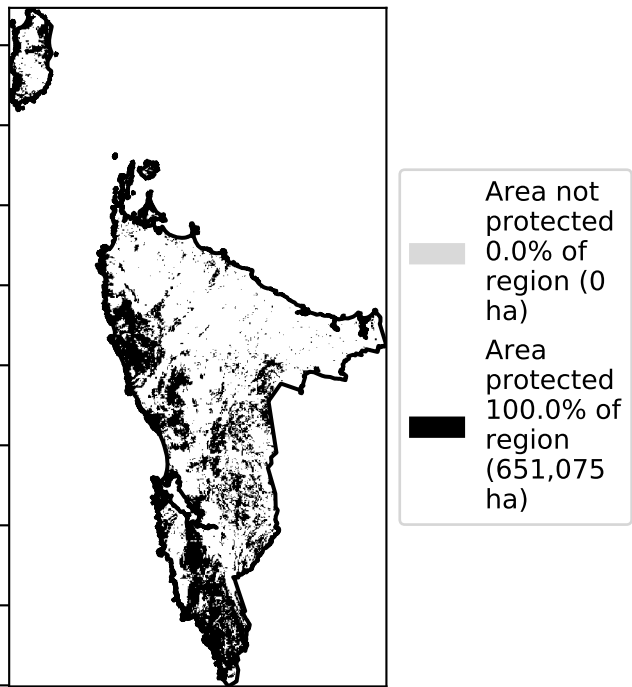 Area not
protected
0.0% of
region (0
ha)
Area
protected
100.0% of
region
(651,075
ha)